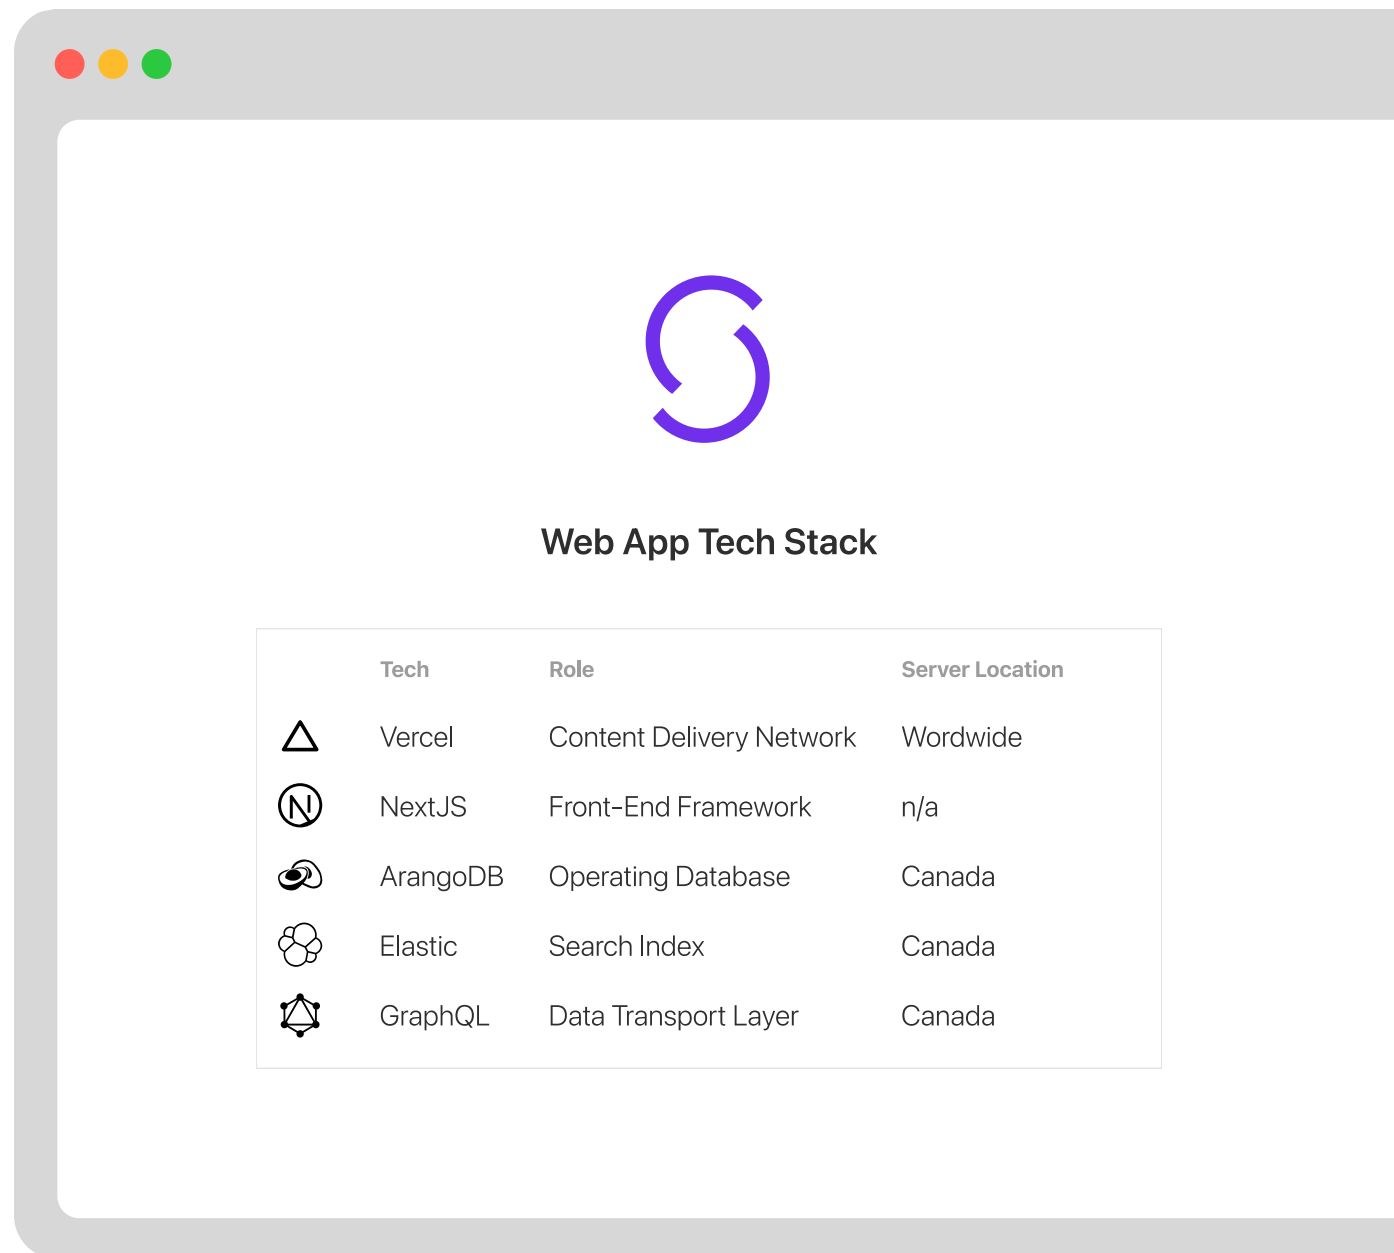 Web App Tech Stack
Tech Role Server Location
Vercel Content Delivery Network Wordwide
NextJS Front-End Framework n/a
ArangoDB Operating Database Canada
Elastic Search Index Canada
GraphQL Data Transport Layer Canada